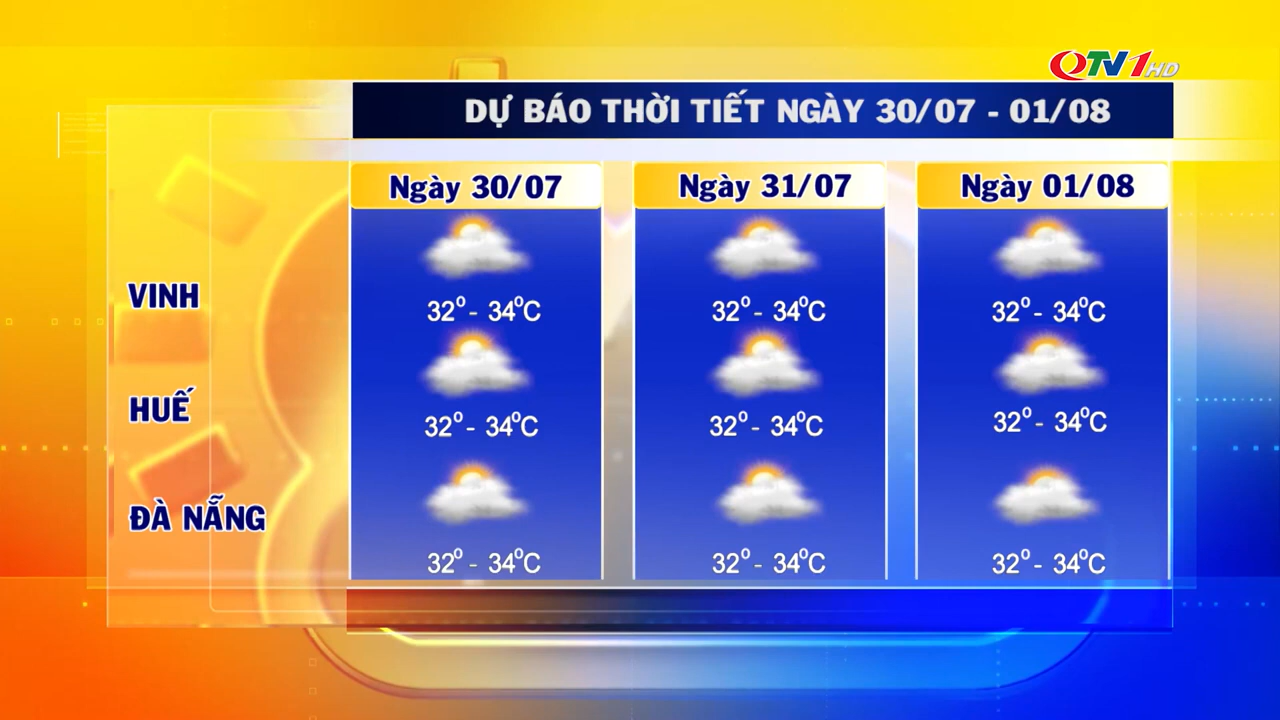 QTV1HD
DỰ BÁO THỜI TIẾT NGÀY 30/07 - 01/08
Ngày 30/07 Ngày 31/07 Ngày 01/08
VINH 32° - 34°C 32° - 34°C 32° - 34°C
HUẾ 32° - 34°C 32° - 34°C 32° - 34°C
ĐÀ NẴNG 32° - 34°C 32° - 34°C 32° - 34°C